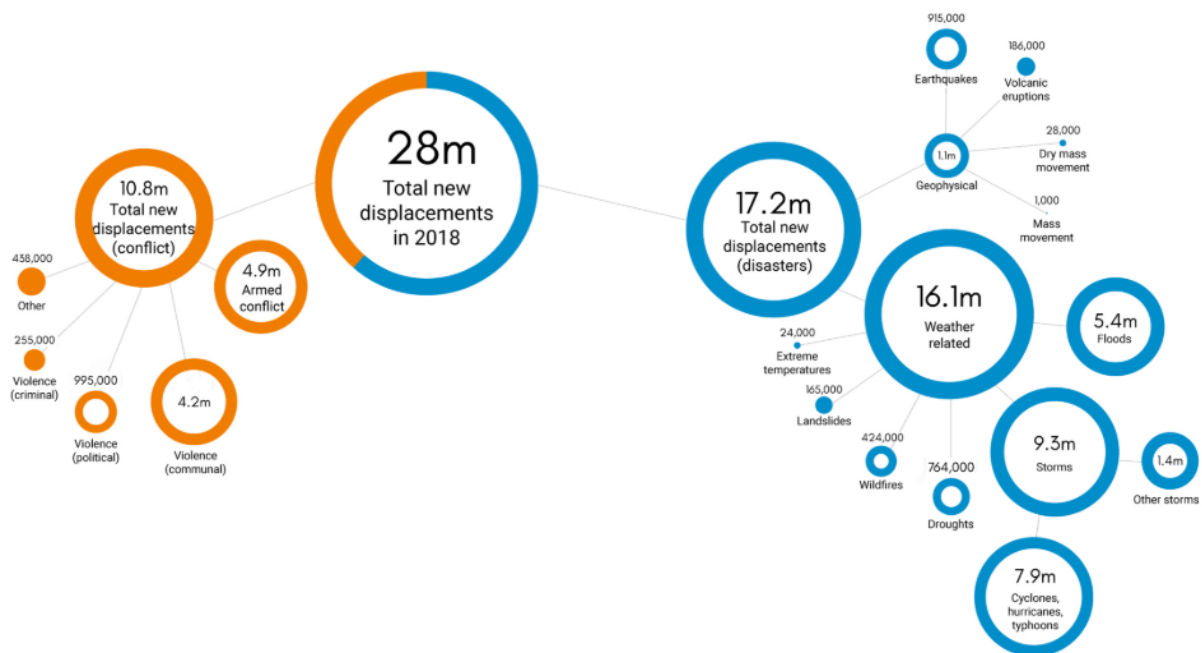 28m
Total new
displacements
in 2018
10.8m
Total new
displacements
(conflict)
4.9m
Armed
conflict
438,000
Other
255,000
Violence
(criminal)
995,000
Violence
(political)
4.2m
Violence
(communal)
17.2m
Total new
displacements
(disasters)
1.1m
Geophysical
915,000
Earthquakes
186,000
Volcanic
eruptions
28,000
Dry mass
movement
1,000
Mass
movement
16.1m
Weather
related
5.4m
Floods
24,000
Extreme
temperatures
165,000
Landslides
424,000
Wildfires
764,000
Droughts
9.3m
Storms
1.4m
Other storms
7.9m
Cyclones,
hurricanes,
typhoons